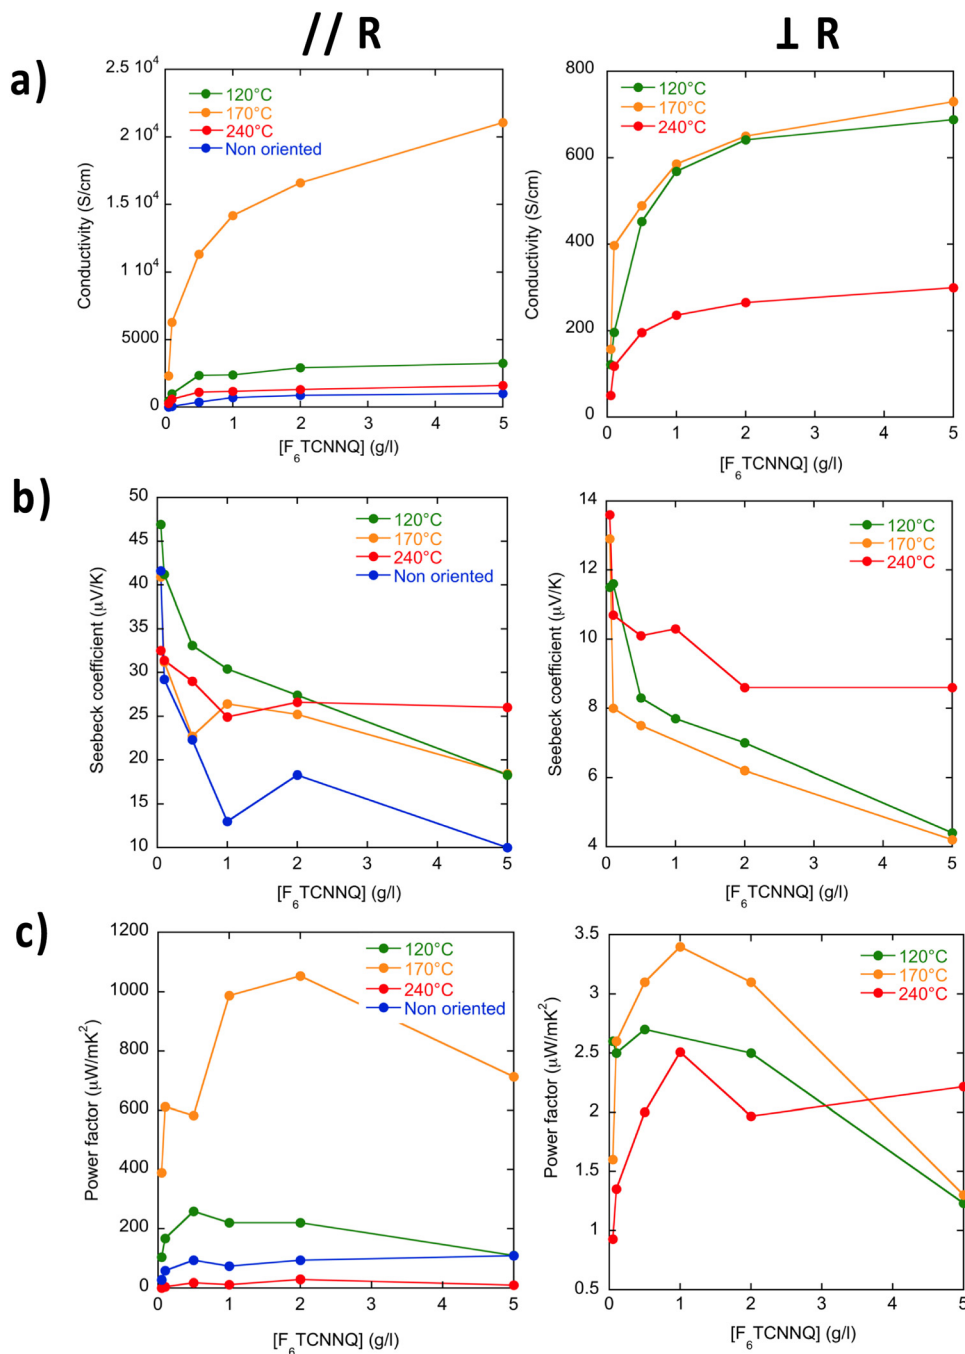 // R
⊥ R
a)
2.5 10⁴
2 10⁴
1.5 10⁴
1 10⁴
5000
0
Conductivity (S/cm)
120°C
170°C
240°C
Non oriented
0 1 2 3 4 5
[F₆TCNNQ] (g/l)
800
600
400
200
0
Conductivity (S/cm)
120°C
170°C
240°C
0 1 2 3 4 5
[F₆TCNNQ] (g/l)
b)
50
45
40
35
30
25
20
15
10
Seebeck coefficient (µV/K)
120°C
170°C
240°C
Non oriented
0 1 2 3 4 5
[F₆TCNNQ] (g/l)
14
12
10
8
6
4
Seebeck coefficient (µV/K)
120°C
170°C
240°C
0 1 2 3 4 5
[F₆TCNNQ] (g/l)
c)
1200
1000
800
600
400
200
0
Power factor (µW/mK²)
120°C
170°C
240°C
Non oriented
0 1 2 3 4 5
[F₆TCNNQ] (g/l)
3.5
3
2.5
2
1.5
1
0.5
Power factor (µW/mK²)
120°C
170°C
240°C
0 1 2 3 4 5
[F₆TCNNQ] (g/l)